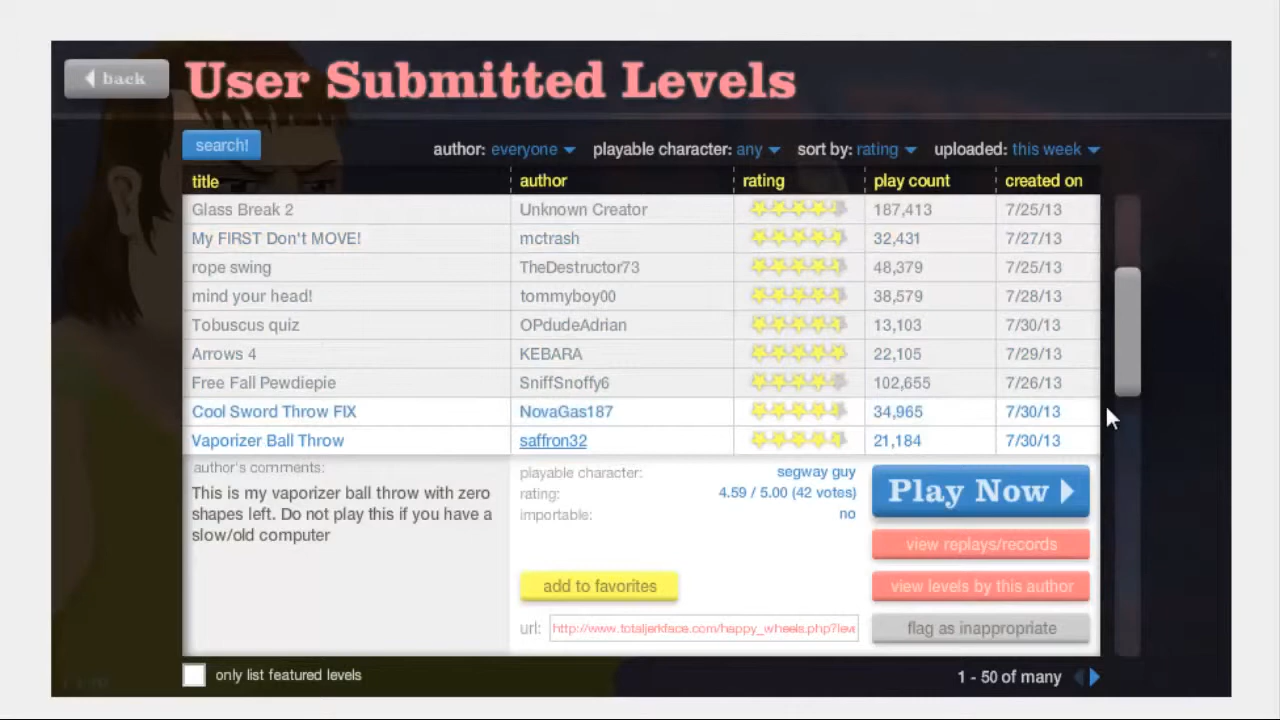 back
User Submitted Levels
search!
author: everyone playable character: any sort by: rating uploaded: this week
title author rating play count created on
Glass Break 2 Unknown Creator 187,413 7/25/13
My FIRST Don't MOVE! mctrash 32,431 7/27/13
rope swing TheDestructor73 48,379 7/25/13
mind your head! tommyboy00 38,579 7/28/13
Tobuscus quiz OPdudeAdrian 13,103 7/30/13
Arrows 4 KEBARA 22,105 7/29/13
Free Fall Pewdiepie SniffSnoffy6 102,655 7/26/13
Cool Sword Throw FIX NovaGas187 34,965 7/30/13
Vaporizer Ball Throw saffron32 21,184 7/30/13
author's comments:
This is my vaporizer ball throw with zero
shapes left. Do not play this if you have a
slow/old computer
playable character: segway guy
rating: 4.59 / 5.00 (42 votes)
importable: no
add to favorites
url: http://www.totaljerkface.com/happy_wheels.php?lev
Play Now
view replays/records
view levels by this author
flag as inappropriate
only list featured levels
1 - 50 of many